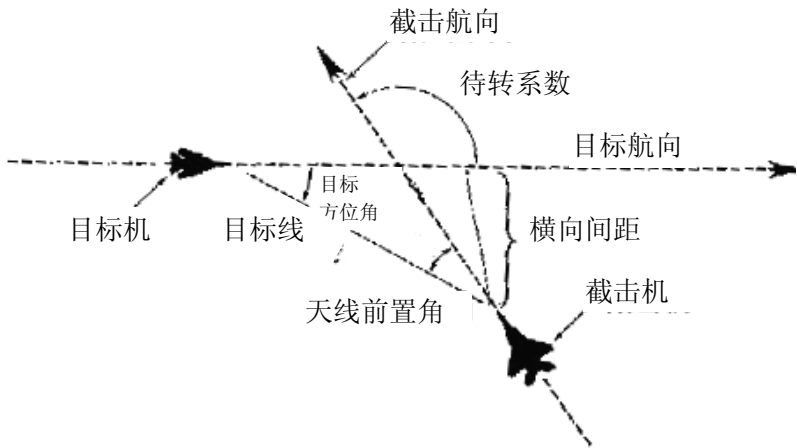 截击航向
待转系数
目标航向
目标
方位角
目标机
目标线
横向间距
截击机
天线前置角